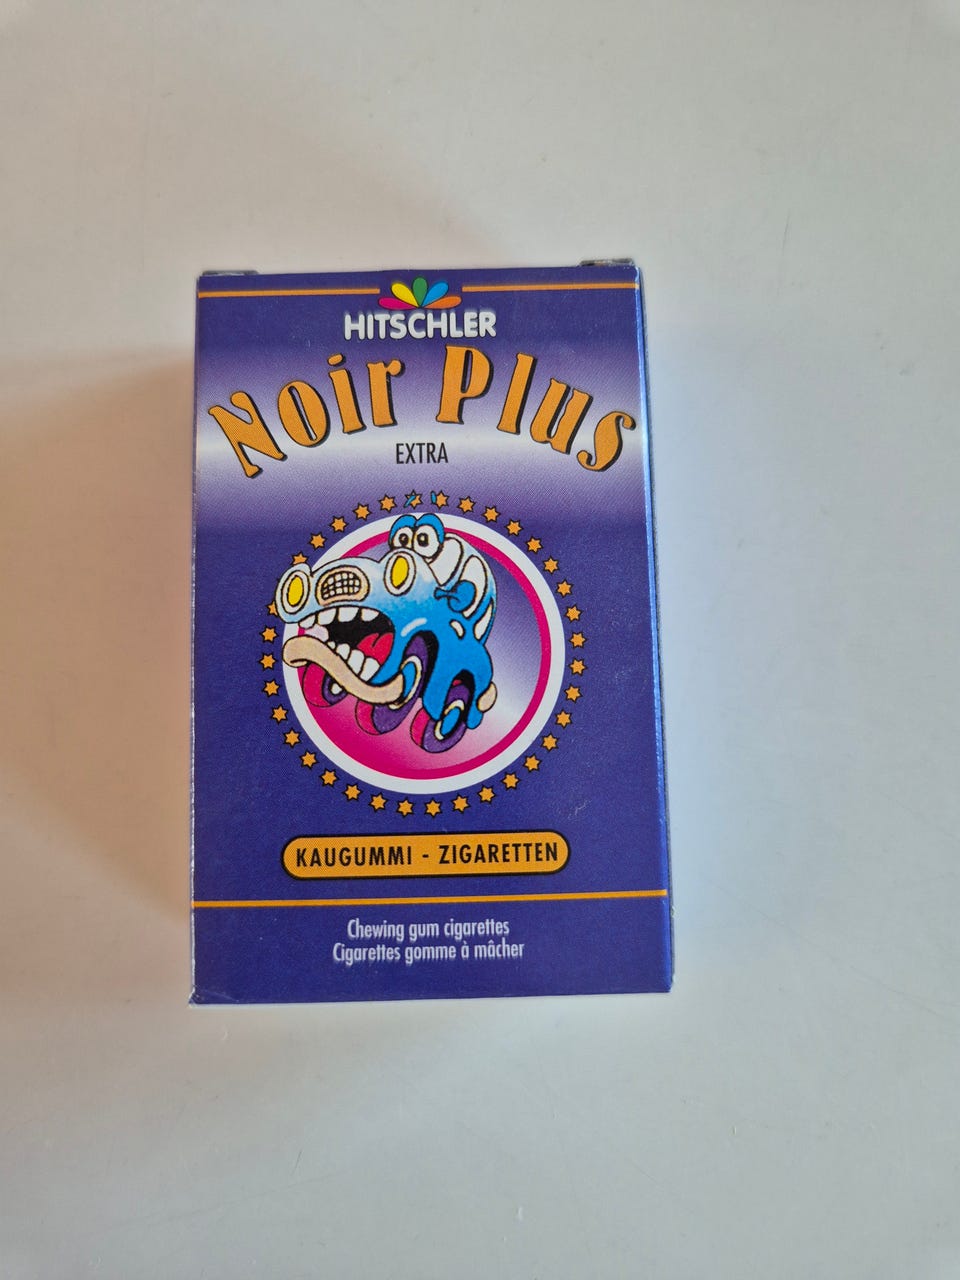 HITSCHLER
Noir Plus
EXTRA
KAUGUMMI - ZIGARETTEN
Chewing gum cigarettes
Cigarettes gomme à mâcher